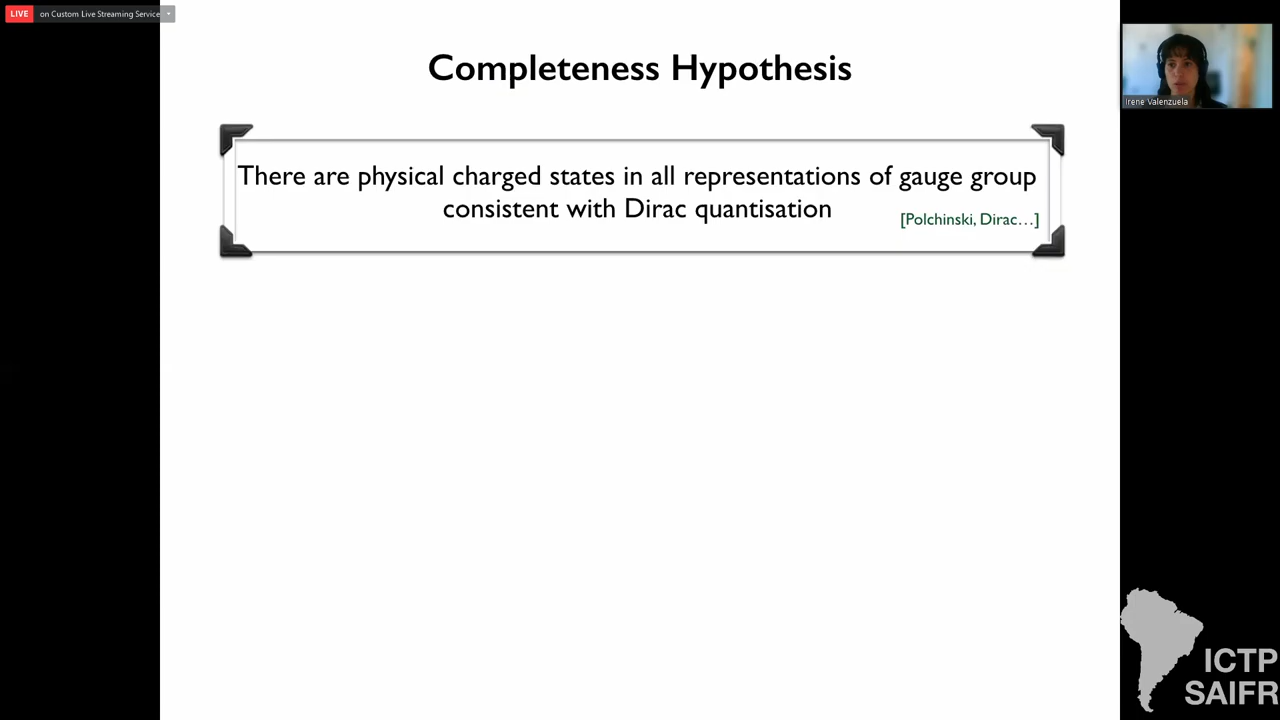 LIVE on Custom Live Streaming Service
Completeness Hypothesis
Irene Valenzuela
There are physical charged states in all representations of gauge group
consistent with Dirac quantisation
[Polchinski, Dirac…]
ICTP
SAIFR